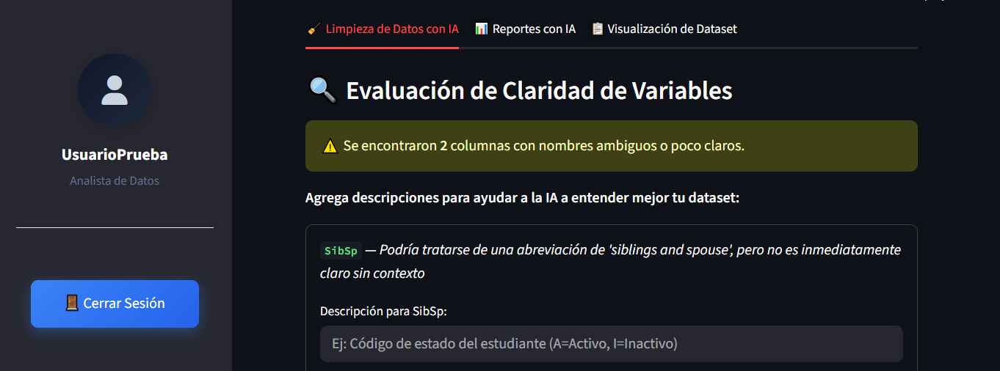 UsuarioPrueba
Analista de Datos
Cerrar Sesión
Limpieza de Datos con IA
Reportes con IA
Visualización de Dataset
Evaluación de Claridad de Variables
Se encontraron 2 columnas con nombres ambiguos o poco claros.
Agrega descripciones para ayudar a la IA a entender mejor tu dataset:
SibSp — Podría tratarse de una abreviación de 'siblings and spouse', pero no es inmediatamente
claro sin contexto
Descripción para SibSp:
Ej: Código de estado del estudiante (A=Activo, I=Inactivo)